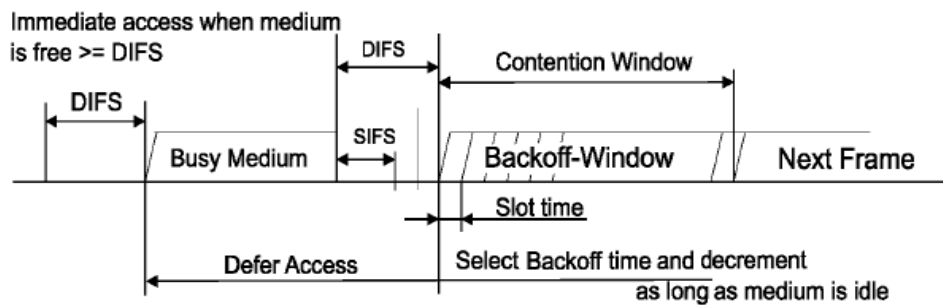 Immediate access when medium
is free >= DIFS
DIFS
Contention Window
DIFS
SIFS
Busy Medium
Backoff-Window
Next Frame
Slot time
Defer Access
Select Backoff time and decrement
as long as medium is idle